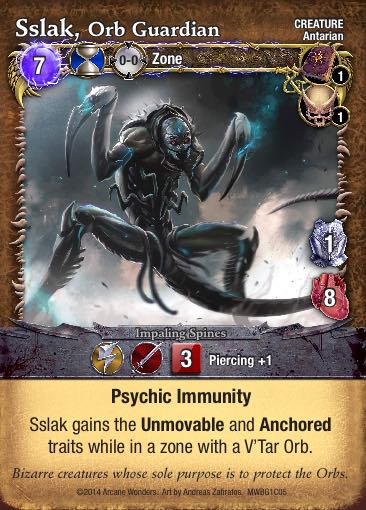 Sslak, Orb Guardian
CREATURE
Antarian
7
0-0 Zone
1
1
1
8
Impaling Spines
3 Piercing +1
Psychic Immunity
Sslak gains the Unmovable and Anchored
traits while in a zone with a V'Tar Orb.
Bizarre creatures whose sole purpose is to protect the Orbs.
©2014 Arcane Wonders. Art by Andreas Zafiratos. MWBG1C05